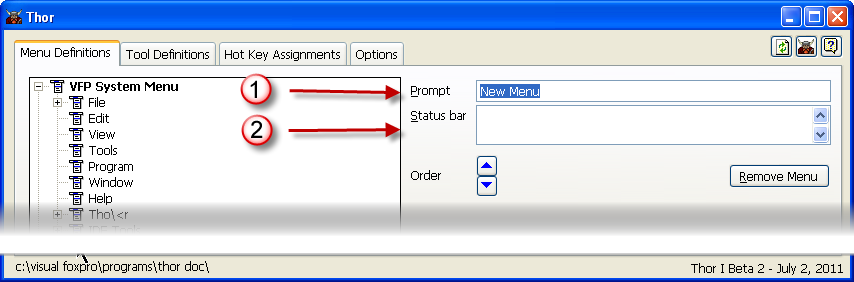 Thor
Menu Definitions Tool Definitions Hot Key Assignments Options
VFP System Menu
File
Edit
View
Tools
Program
Window
Help
Tho\<r
1
Prompt New Menu
2
Status bar
Order
Remove Menu
c:\visual foxpro\programs\thor doc\
Thor I Beta 2 - July 2, 2011